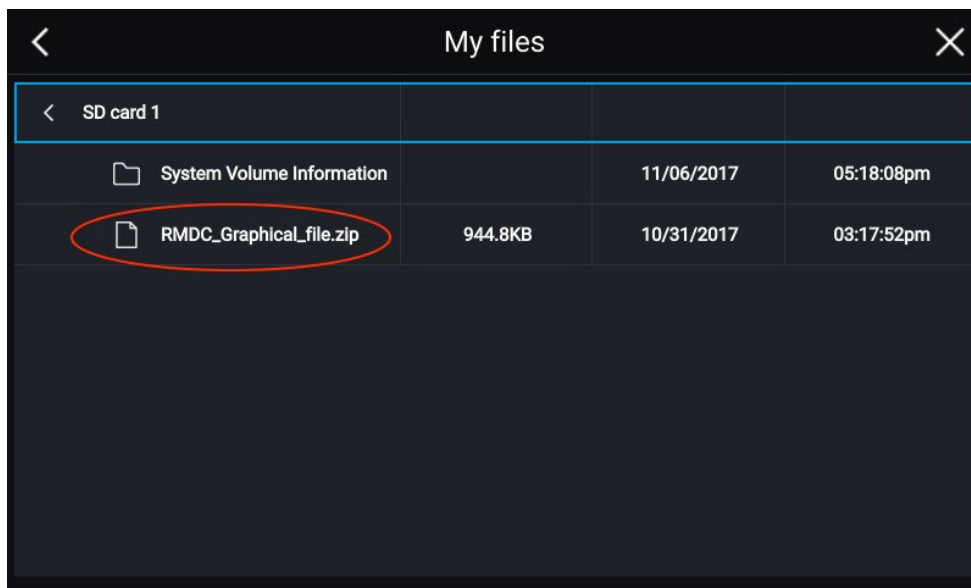 My files
SD card 1
System Volume Information 11/06/2017 05:18:08pm
RMDC_Graphical_file.zip 944.8KB 10/31/2017 03:17:52pm